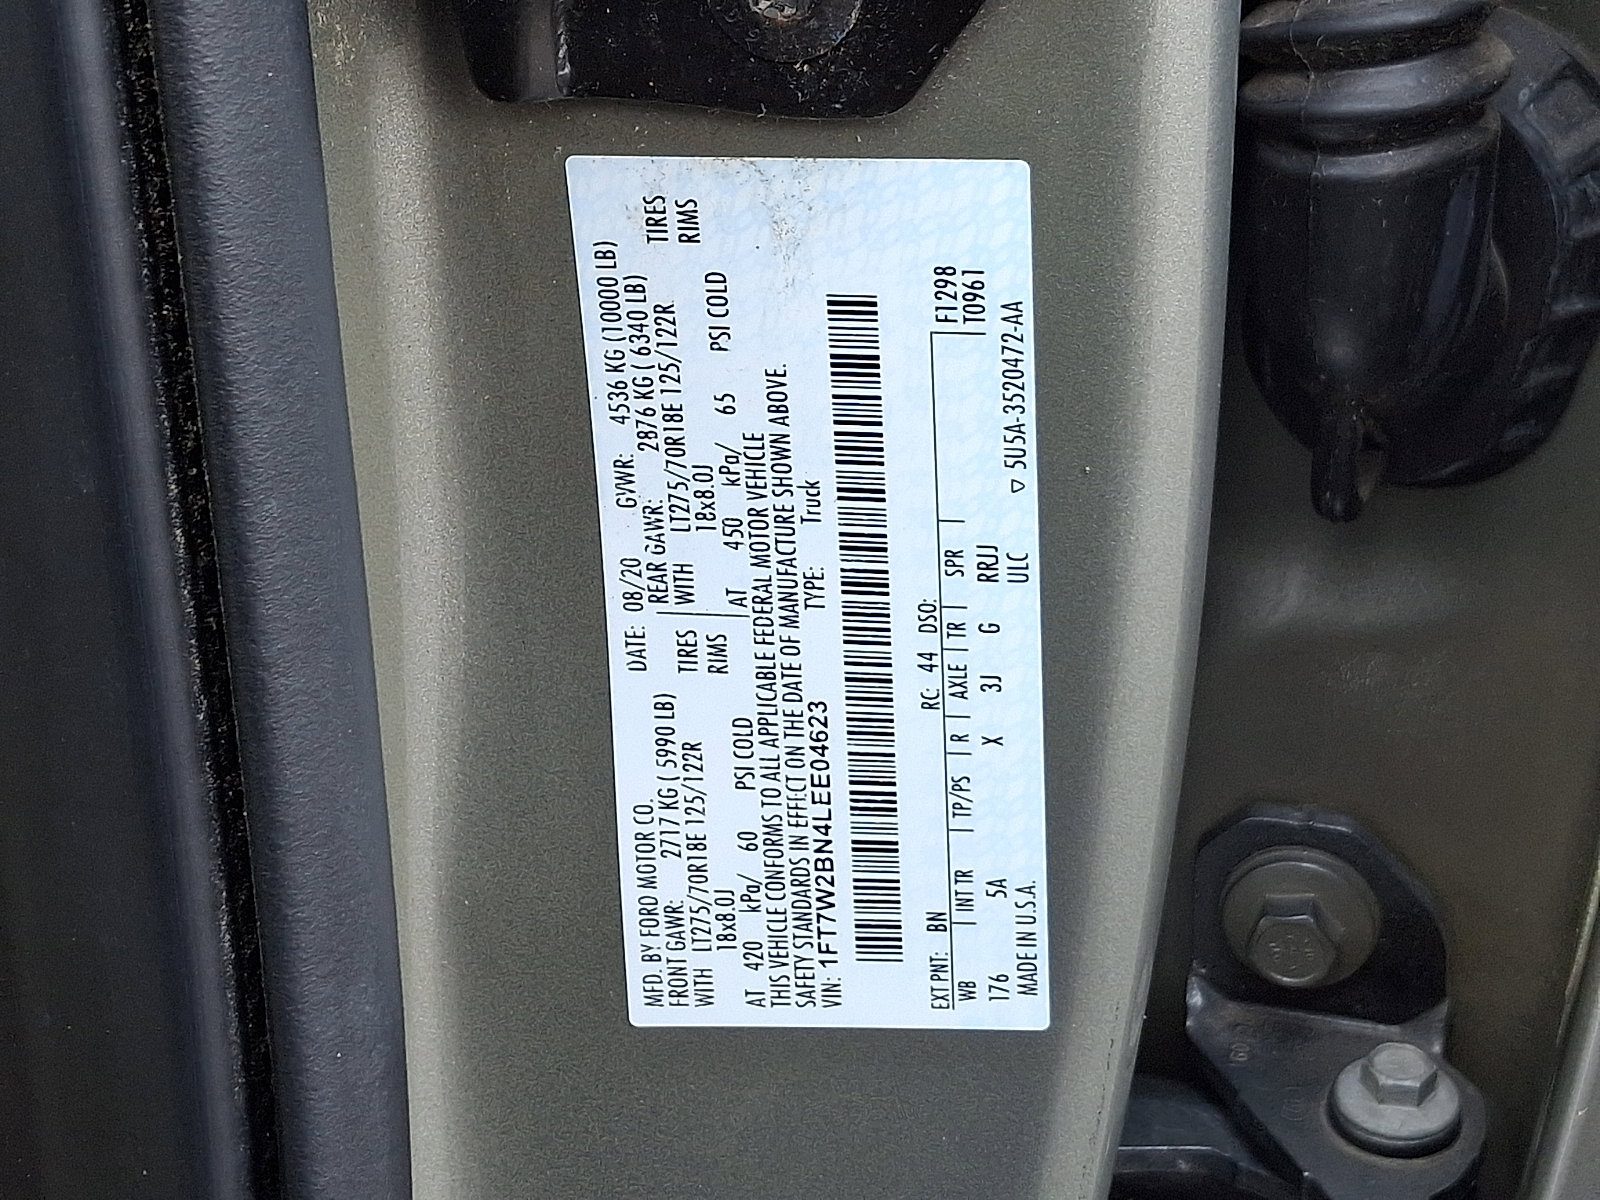 MFD. BY FORD MOTOR CO. DATE: 08/20 GVWR: 4536 KG (10000 LB)
FRONT GAWR: 2717 KG ( 5990 LB) REAR GAWR: 2876 KG ( 6340 LB)
WITH LT275/70R18E 125/122R TIRES WITH LT275/70R18E 125/122R TIRES
18x8.0J RIMS 18x8.0J RIMS
AT 420 kPa/ 60 PSI COLD AT 450 kPa/ 65 PSI COLD
THIS VEHICLE CONFORMS TO ALL APPLICABLE FEDERAL MOTOR VEHICLE
SAFETY STANDARDS IN EFFECT ON THE DATE OF MANUFACTURE SHOWN ABOVE.
VIN: 1FT7W2BN4LEE04623 TYPE: Truck
EXT PNT: BN RC: 44 DSO: F1298
WB INT TR TP/PS R AXLE TR SPR T0961
176 5A X 3J G RRJJ
MADE IN U.S.A. ULC ▽ 5U5A-3520472-AA